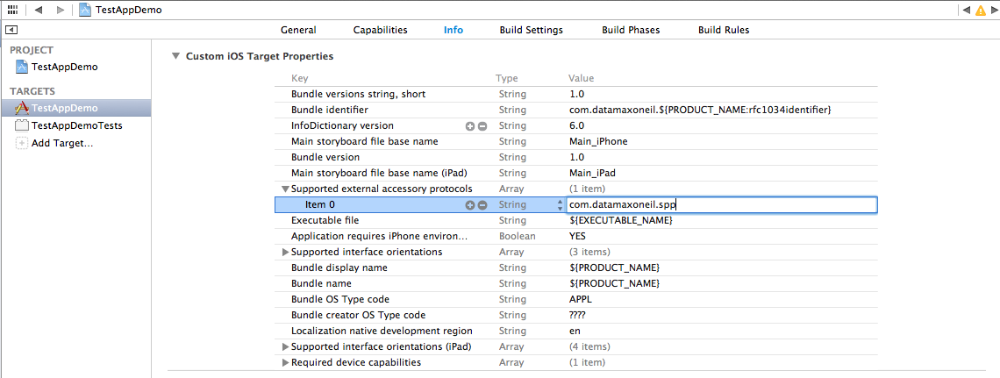 TestAppDemo
General Capabilities Info Build Settings Build Phases Build Rules
PROJECT
TestAppDemo
TARGETS
TestAppDemo
TestAppDemoTests
Add Target...
Custom iOS Target Properties
Key Type Value
Bundle versions string, short String 1.0
Bundle identifier String com.datamaxoneil.${PRODUCT_NAME:rfc1034identifier}
InfoDictionary version String 6.0
Main storyboard file base name String Main_iPhone
Bundle version String 1.0
Main storyboard file base name (iPad) String Main_iPad
Supported external accessory protocols Array (1 item)
Item 0 String com.datamaxoneil.spp
Executable file String ${EXECUTABLE_NAME}
Application requires iPhone environ... Boolean YES
Supported interface orientations Array (3 items)
Bundle display name String ${PRODUCT_NAME}
Bundle name String ${PRODUCT_NAME}
Bundle OS Type code String APPL
Bundle creator OS Type code String ????
Localization native development region String en
Supported interface orientations (iPad) Array (4 items)
Required device capabilities Array (1 item)